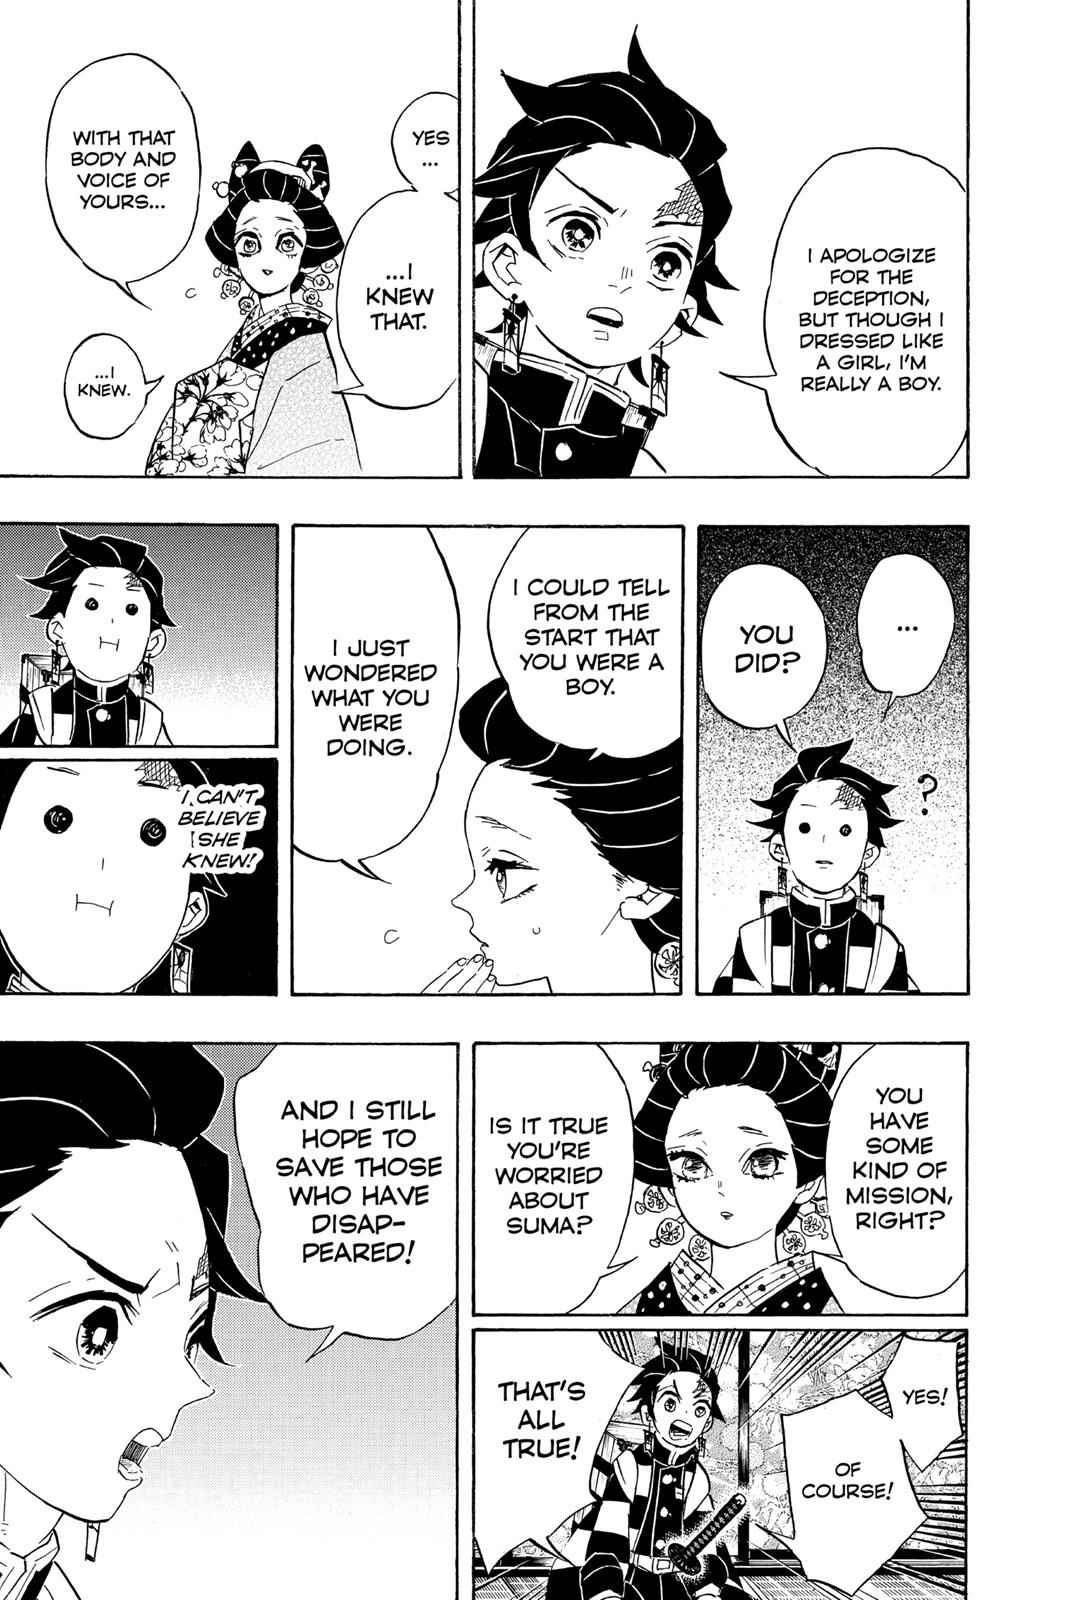 I APOLOGIZE
FOR THE
DECEPTION,
BUT THOUGH I
DRESSED LIKE
A GIRL, I'M
REALLY A BOY.
YES
...
...I
KNEW
THAT.
WITH THAT
BODY AND
VOICE OF
YOURS...
...I
KNEW.
...
YOU
DID?
?
I COULD TELL
FROM THE
START THAT
YOU WERE A
BOY.
I JUST
WONDERED
WHAT YOU
WERE
DOING.
I CAN'T
BELIEVE
SHE
KNEW!
YOU
HAVE
SOME
KIND OF
MISSION,
RIGHT?
IS IT TRUE
YOU'RE
WORRIED
ABOUT
SUMA?
YES!
OF
COURSE!
THAT'S
ALL
TRUE!
AND I STILL
HOPE TO
SAVE THOSE
WHO HAVE
DISAP-
PEARED!